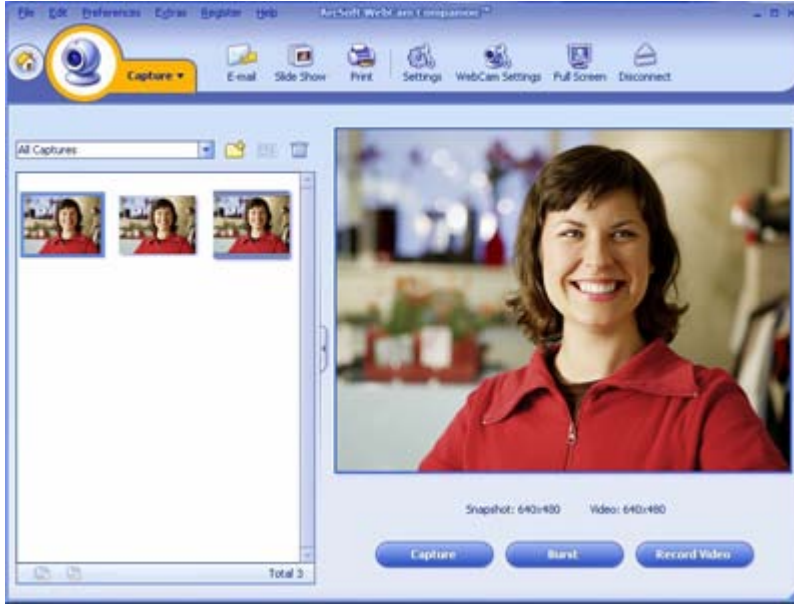 File Edit Preferences Extras Register Help ArcSoft WebCam Companion™
Capture E-mail Slide Show Print Settings WebCam Settings Full Screen Disconnect
All Captures
Snapshot: 640x480 Video: 640x480
Capture Burst Record Video
Total 3